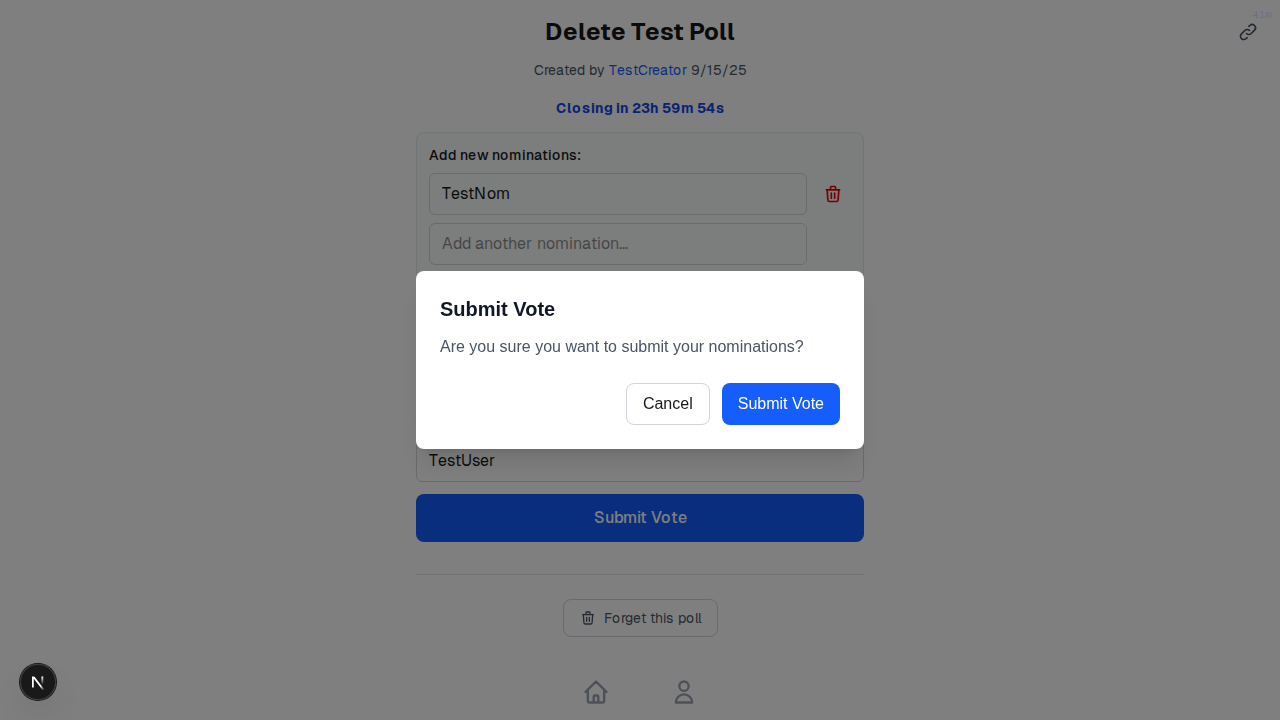 41m
Delete Test Poll
Created by TestCreator 9/15/25
Closing in 23h 59m 54s
Add new nominations:
TestNom
Add another nomination...
Submit Vote
Are you sure you want to submit your nominations?
Cancel
Submit Vote
TestUser
Submit Vote
Forget this poll
N